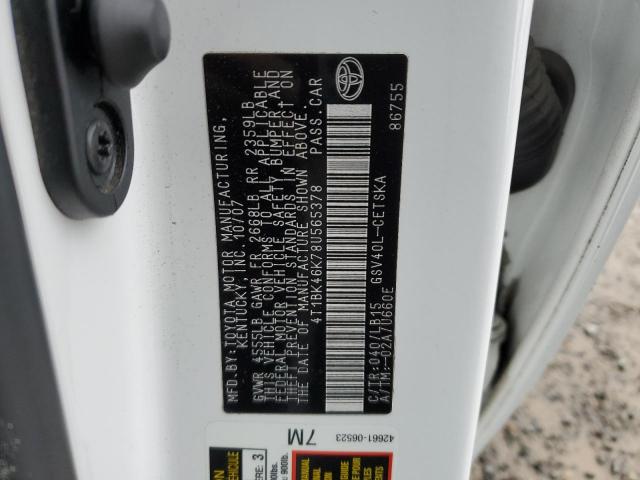 MFD.BY: TOYOTA MOTOR MANUFACTURING,
KENTUCKY, INC. 10/07
GVWR 4555LB GAWR FR 2668LB RR 2359LB
THIS VEHICLE CONFORMS TO ALL APPLICABLE
FEDERAL MOTOR VEHICLE SAFETY BUMPER, AND
THEFT PREVENTION STANDARDS IN EFFECT ON
THE DATE OF MANUFACTURE SHOWN ABOVE.
4T1BK46K78U565378 PASS.CAR
C/TR:040/LB15 GSV40L-CETSKA
A/TM:-02A/U660E 86755
7M
42661-06523